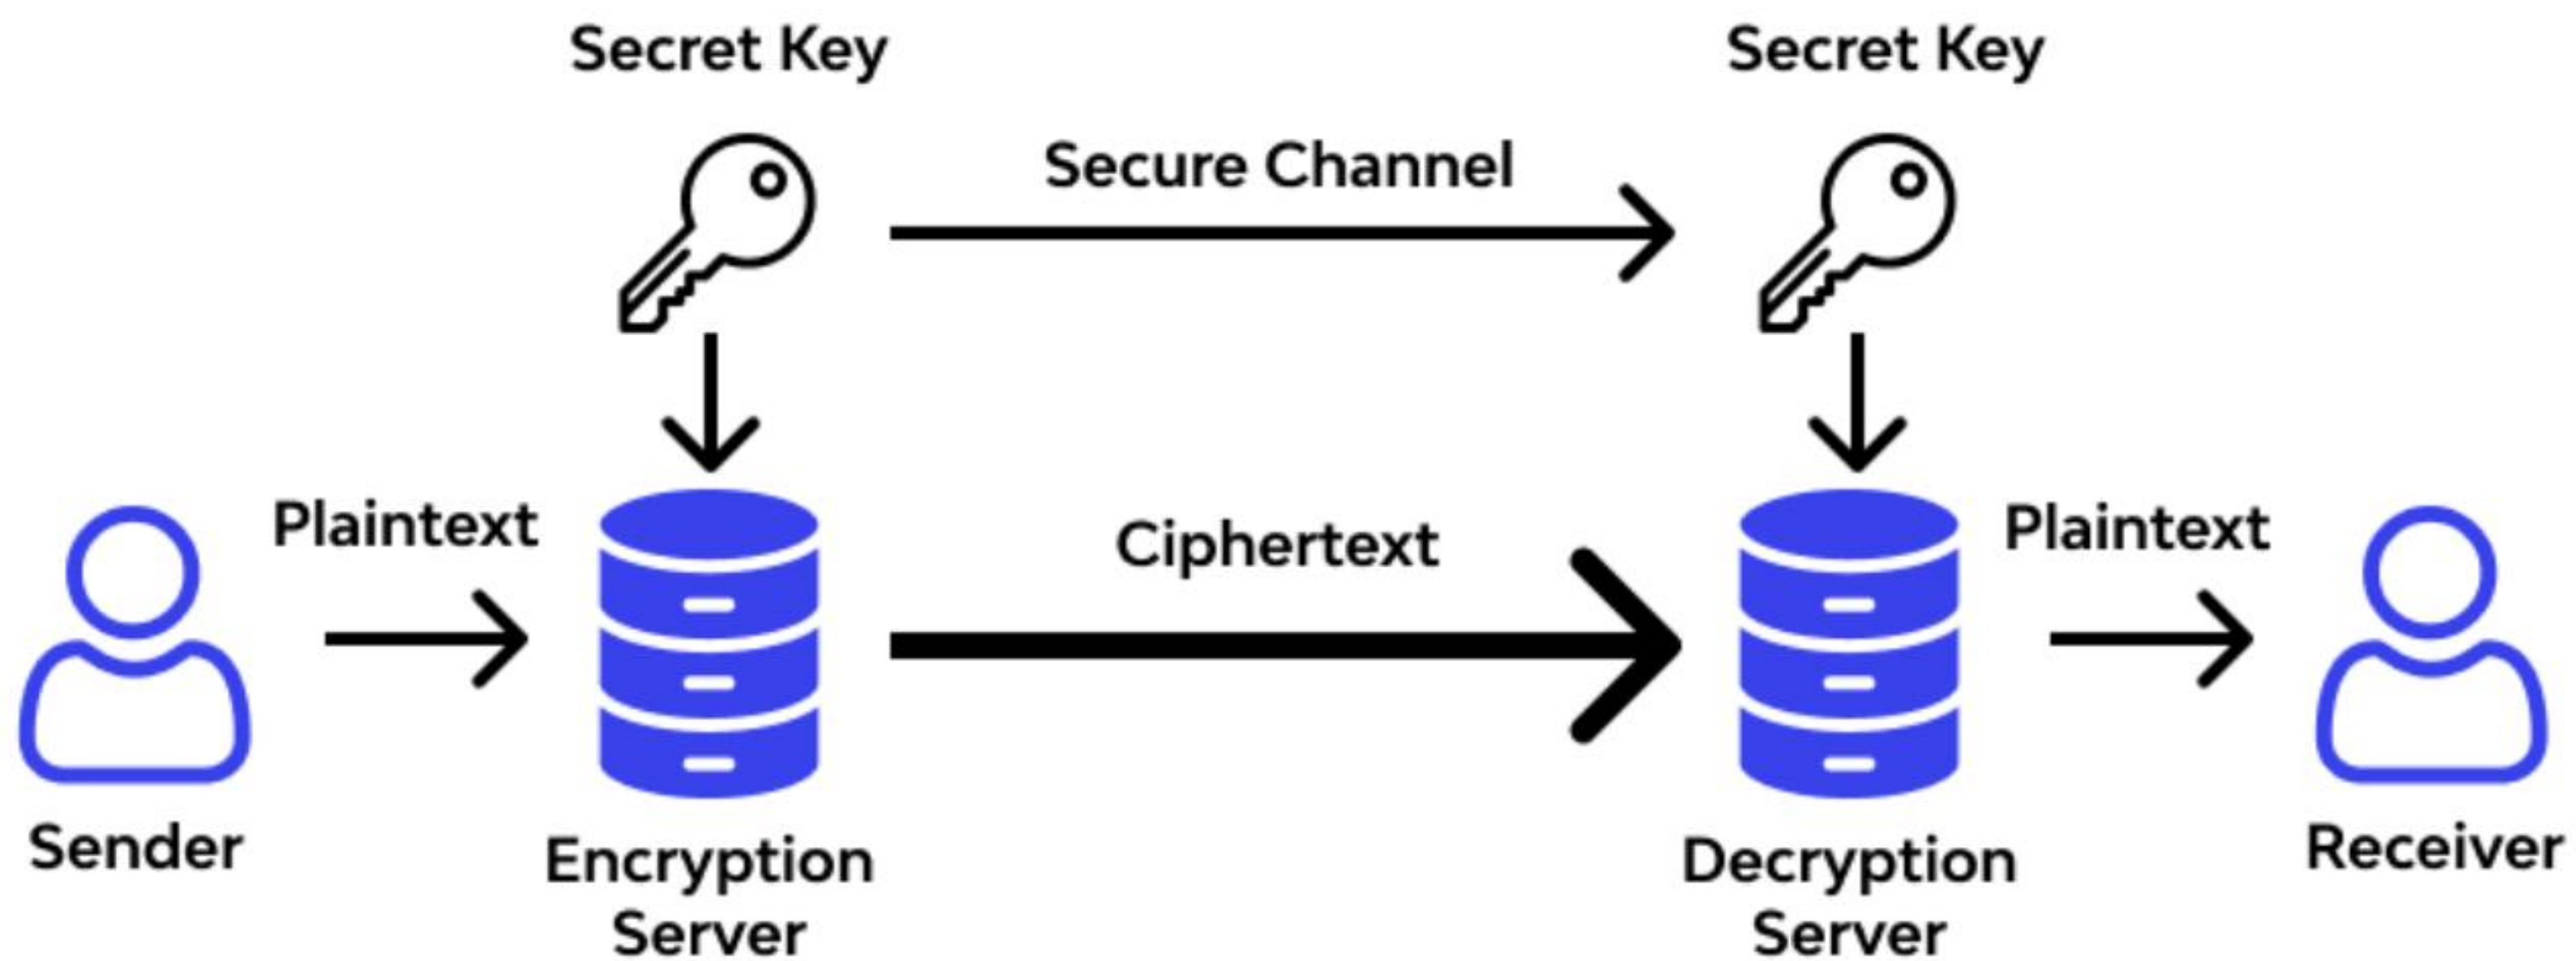 Secret Key
Secret Key
Secure Channel
Plaintext
Ciphertext
Plaintext
Sender
Encryption
Server
Decryption
Server
Receiver